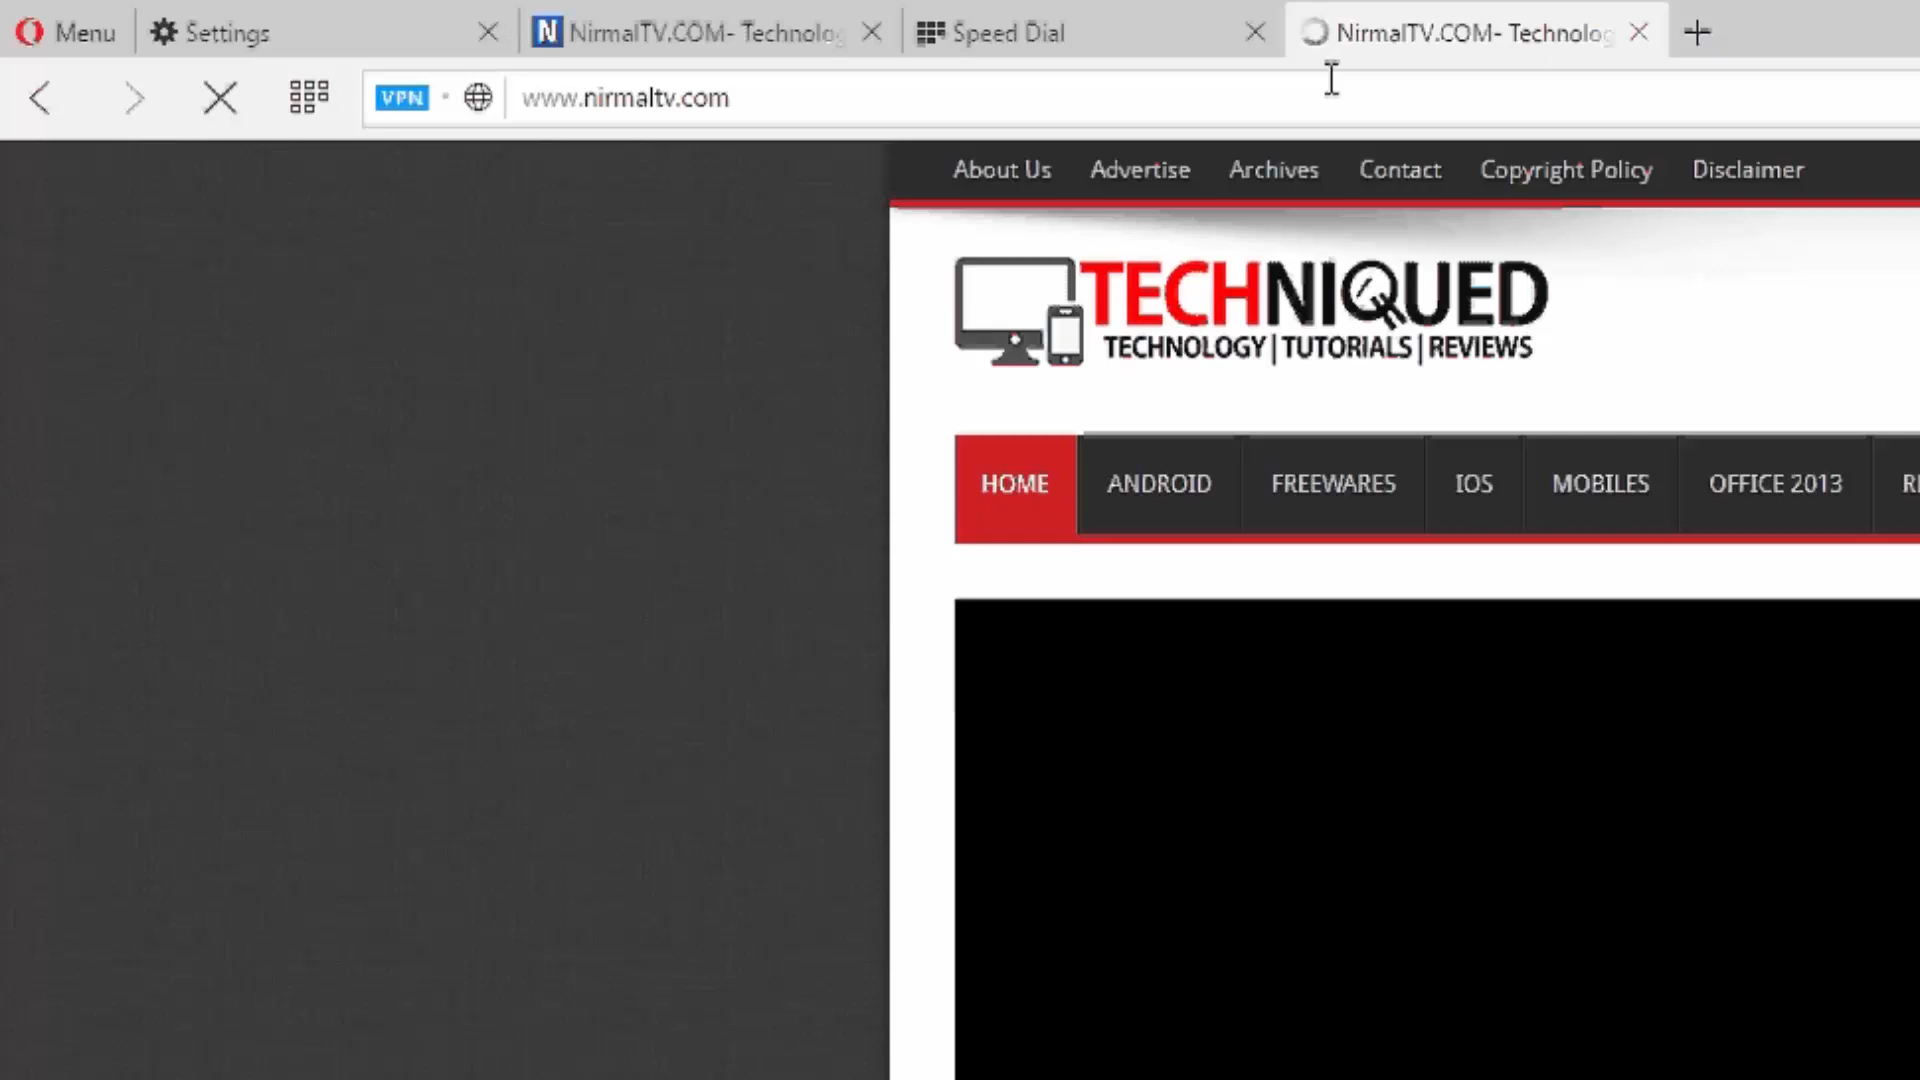 Menu Settings NirmalTV.COM- Technolog Speed Dial NirmalTV.COM- Technolog
VPN www.nirmaltv.com
About Us Advertise Archives Contact Copyright Policy Disclaimer
TECHNIQUED
TECHNOLOGY|TUTORIALS|REVIEWS
HOME ANDROID FREEWARES IOS MOBILES OFFICE 2013